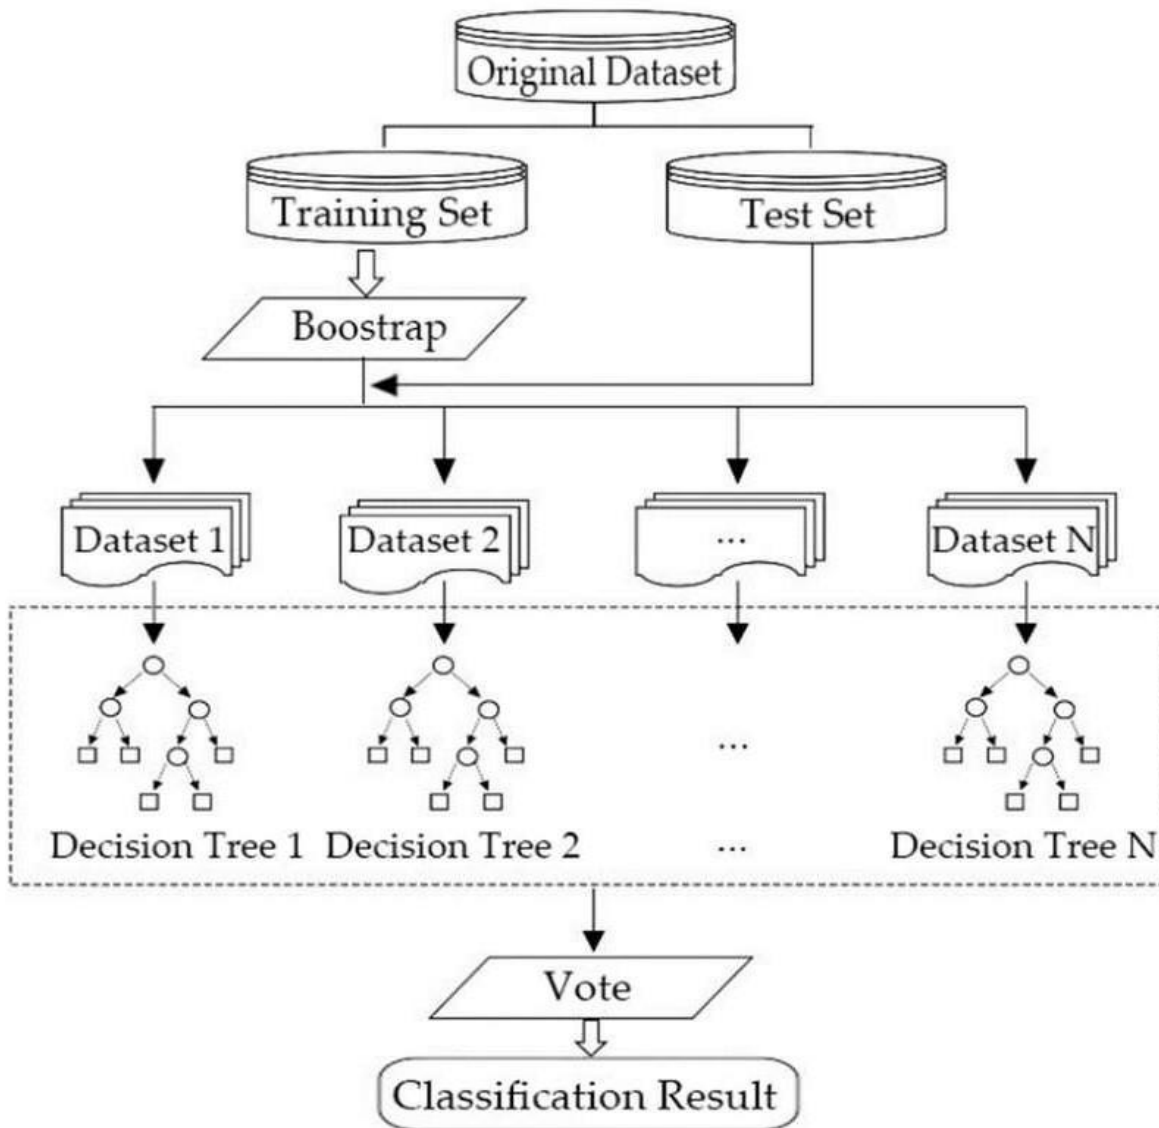 Original Dataset
Training Set
Test Set
Boostrap
Dataset 1
Dataset 2
...
Dataset N
...
Decision Tree 1
Decision Tree 2
...
Decision Tree N
Vote
Classification Result